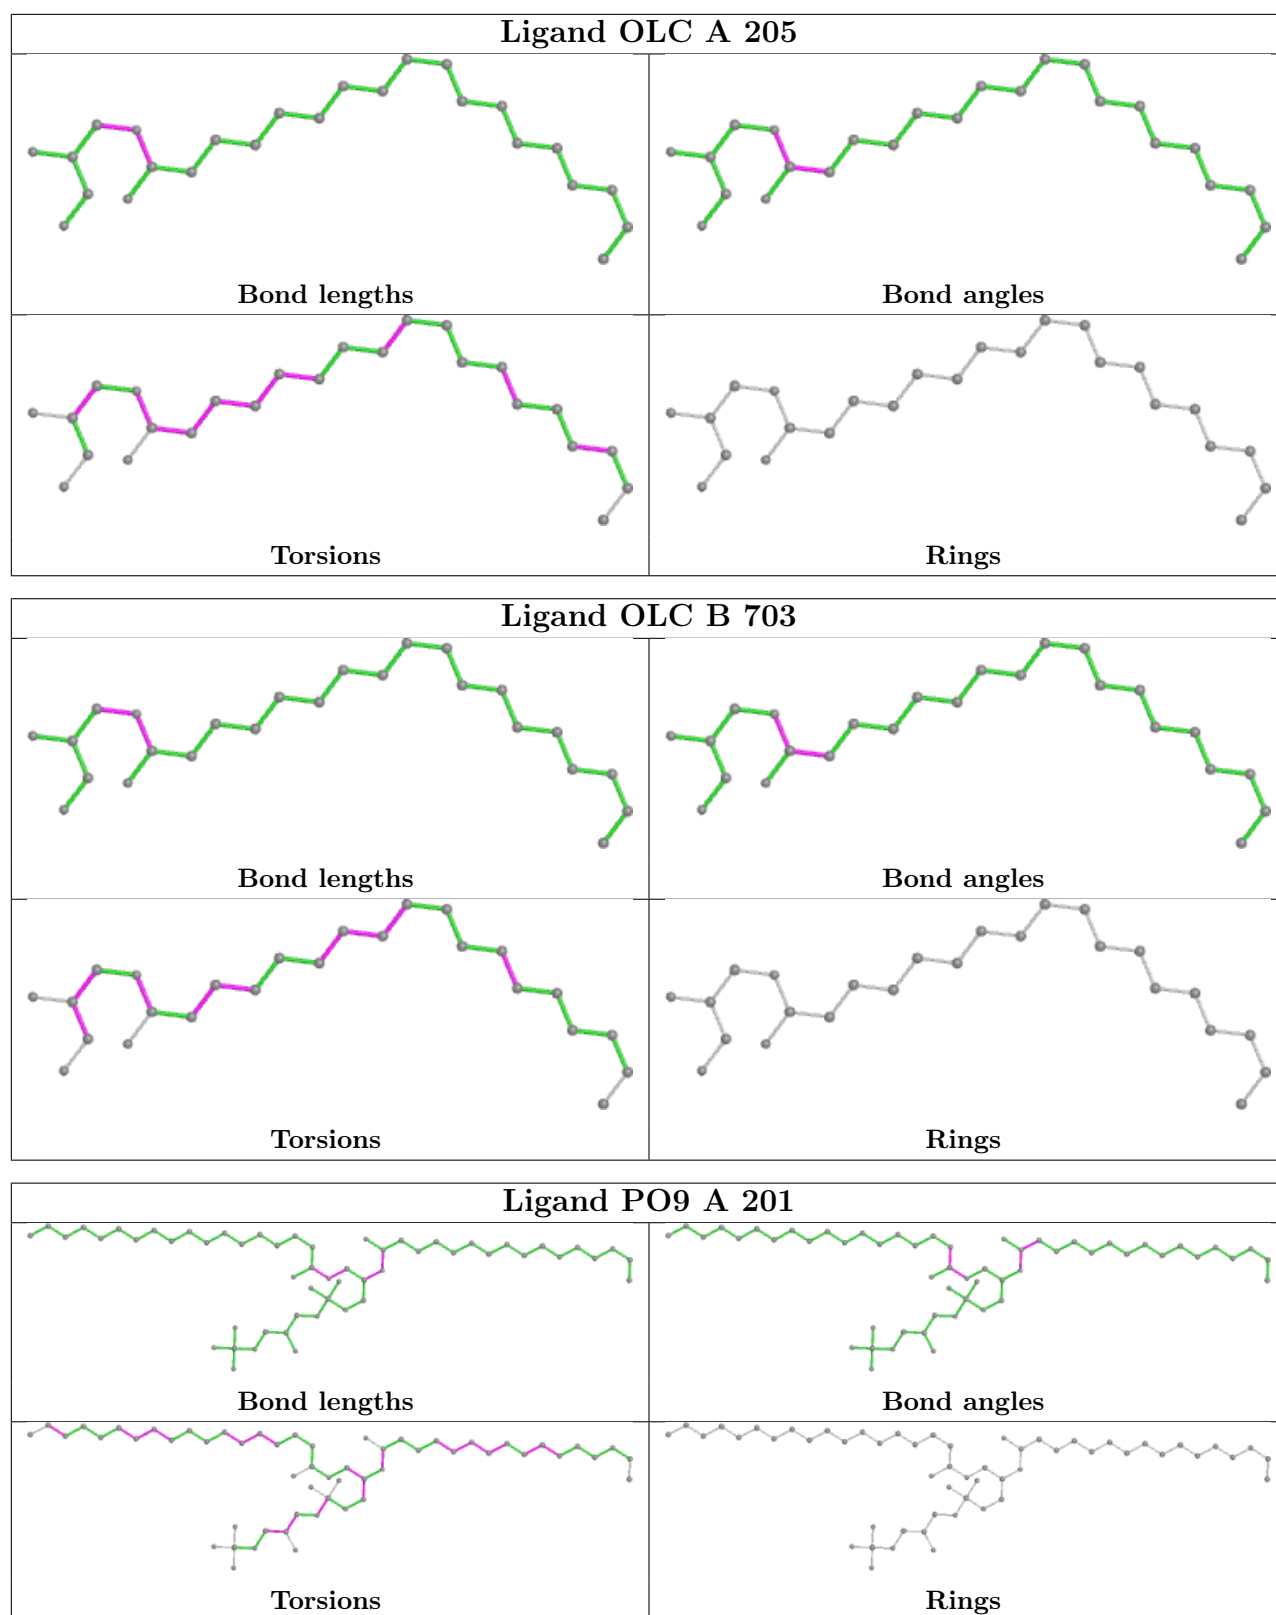 Ligand OLC A 205
Bond lengths
Bond angles
Torsions
Rings
Ligand OLC B 703
Bond lengths
Bond angles
Torsions
Rings
Ligand PO9 A 201
Bond lengths
Bond angles
Torsions
Rings